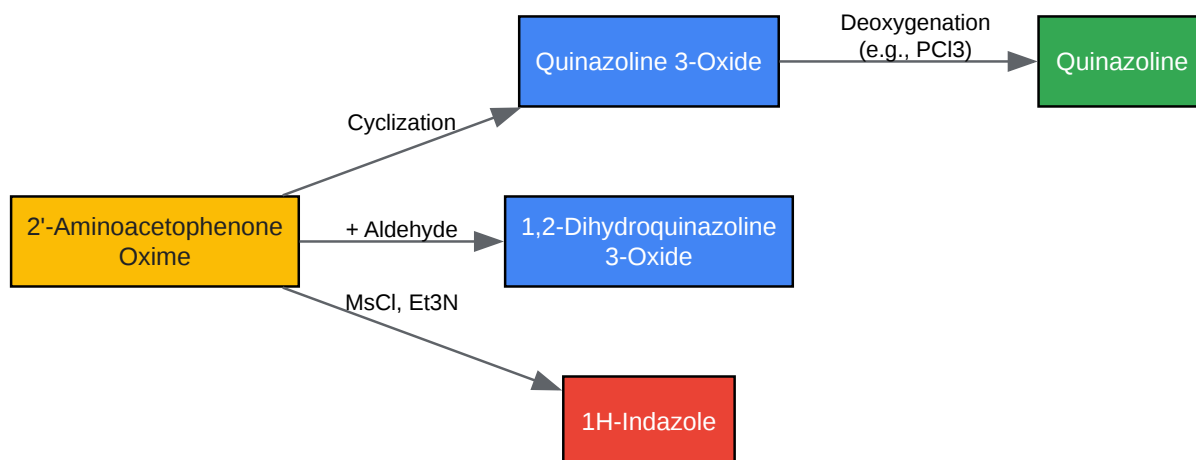 Deoxygenation
(e.g., PCl3)
Quinazoline 3-Oxide
Quinazoline
Cyclization
2'-Aminoacetophenone
Oxime
+ Aldehyde
1,2-Dihydroquinazoline
3-Oxide
MsCl, Et3N
1H-Indazole